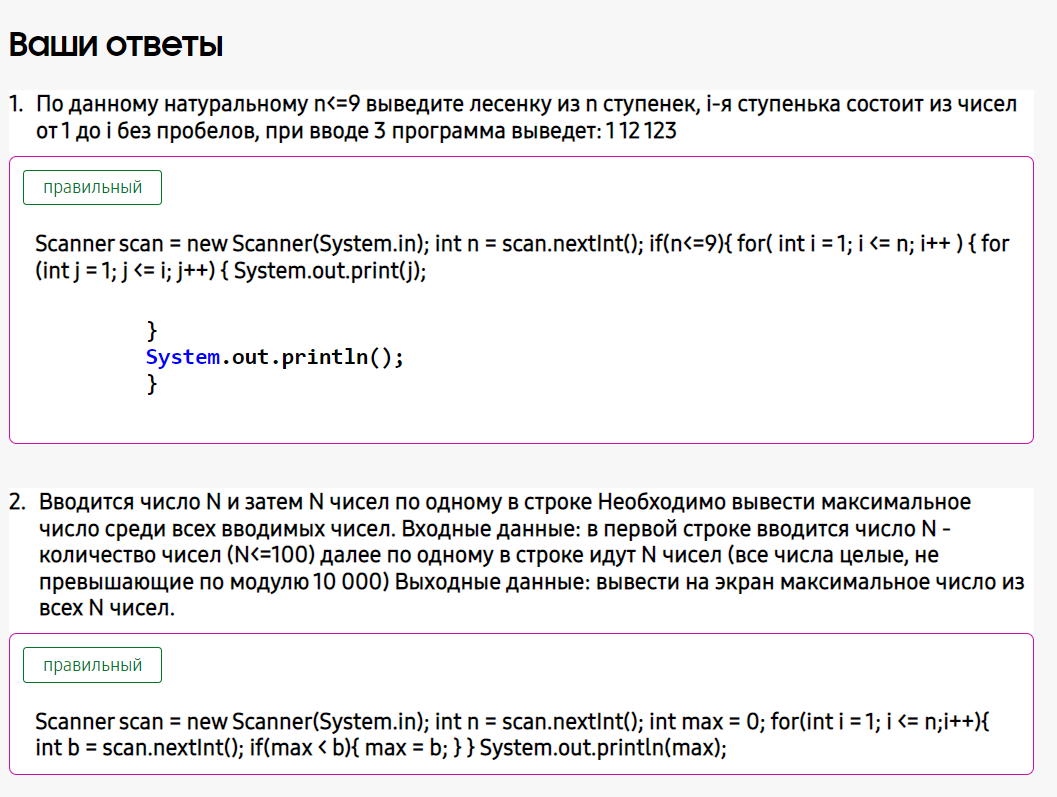 Ваши ответы
1. По данному натуральному n<=9 выведите лесенку из n ступенек, i-я ступенька состоит из чисел
от 1 до i без пробелов, при вводе 3 программа выведет: 1 12 123
правильный
Scanner scan = new Scanner(System.in); int n = scan.nextInt(); if(n<=9){ for( int i = 1; i <= n; i++ ) { for
(int j = 1; j <= i; j++) { System.out.print(j);
}
System.out.println();
}
2. Вводится число N и затем N чисел по одному в строке Необходимо вывести максимальное
число среди всех вводимых чисел. Входные данные: в первой строке вводится число N -
количество чисел (N<=100) далее по одному в строке идут N чисел (все числа целые, не
превышающие по модулю 10 000) Выходные данные: вывести на экран максимальное число из
всех N чисел.
правильный
Scanner scan = new Scanner(System.in); int n = scan.nextInt(); int max = 0; for(int i = 1; i <= n;i++){
int b = scan.nextInt(); if(max < b){ max = b; } } System.out.println(max);